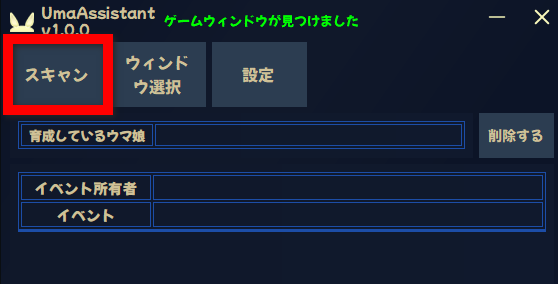 UmaAssistant
v1.0.0
ゲームウィンドウが見つけました
スキャン
ウィンド
ウ選択
設定
育成しているウマ娘
削除する
イベント所有者
イベント